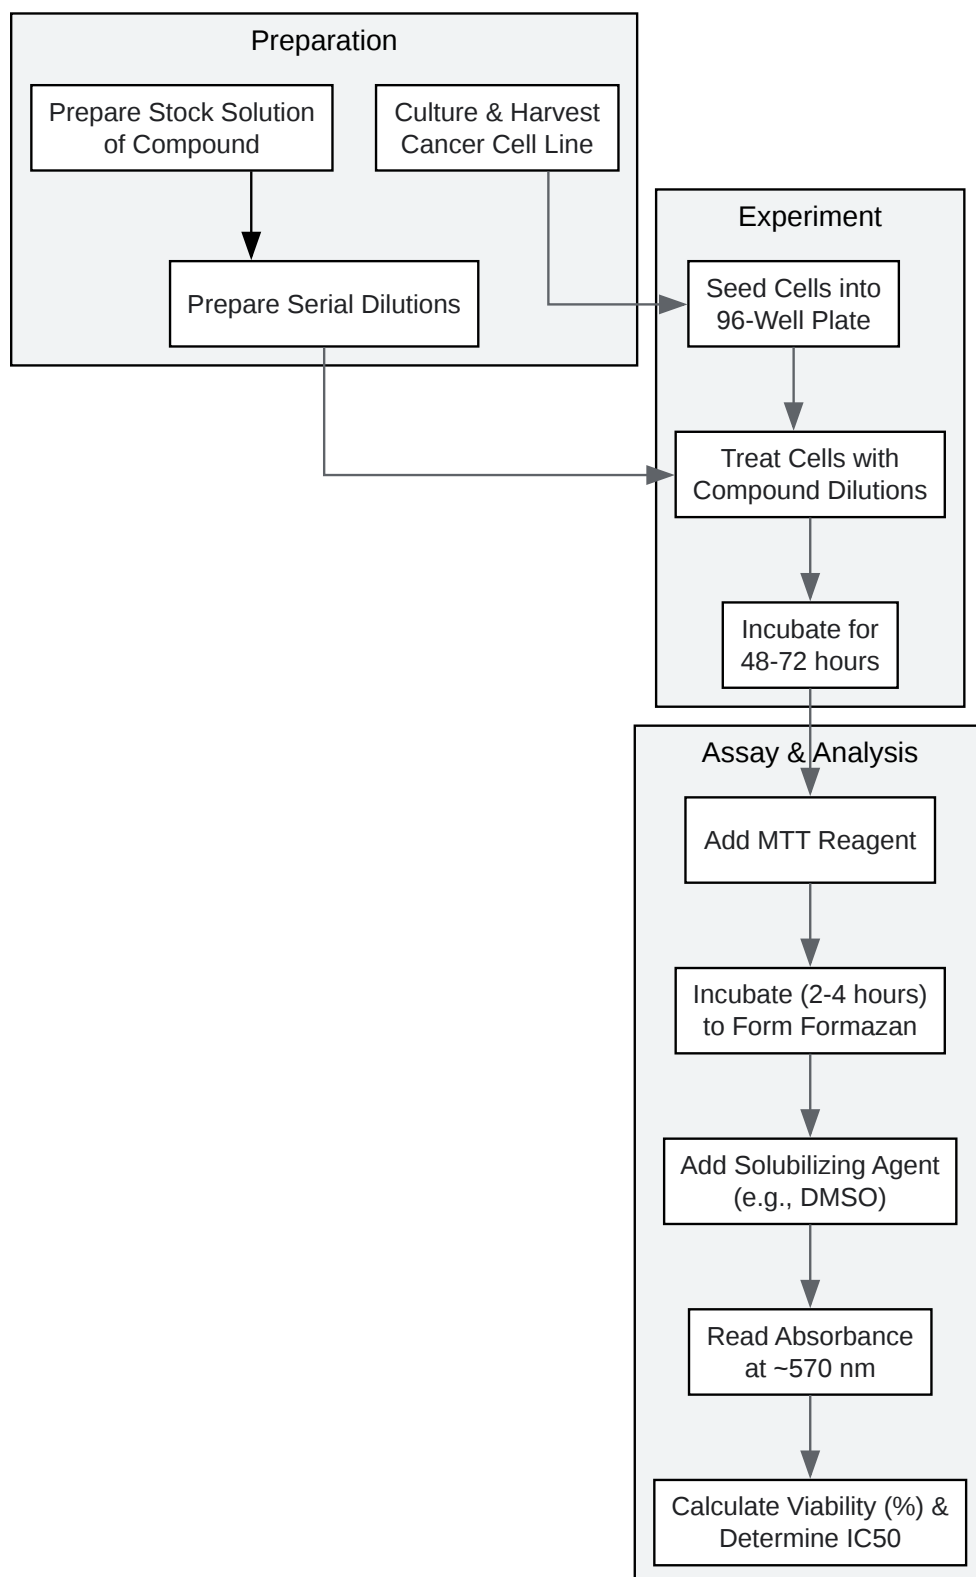 Preparation
Prepare Stock Solution
of Compound
Culture & Harvest
Cancer Cell Line
Prepare Serial Dilutions
Experiment
Seed Cells into
96-Well Plate
Treat Cells with
Compound Dilutions
Incubate for
48-72 hours
Assay & Analysis
Add MTT Reagent
Incubate (2-4 hours)
to Form Formazan
Add Solubilizing Agent
(e.g., DMSO)
Read Absorbance
at ~570 nm
Calculate Viability (%) &
Determine IC50